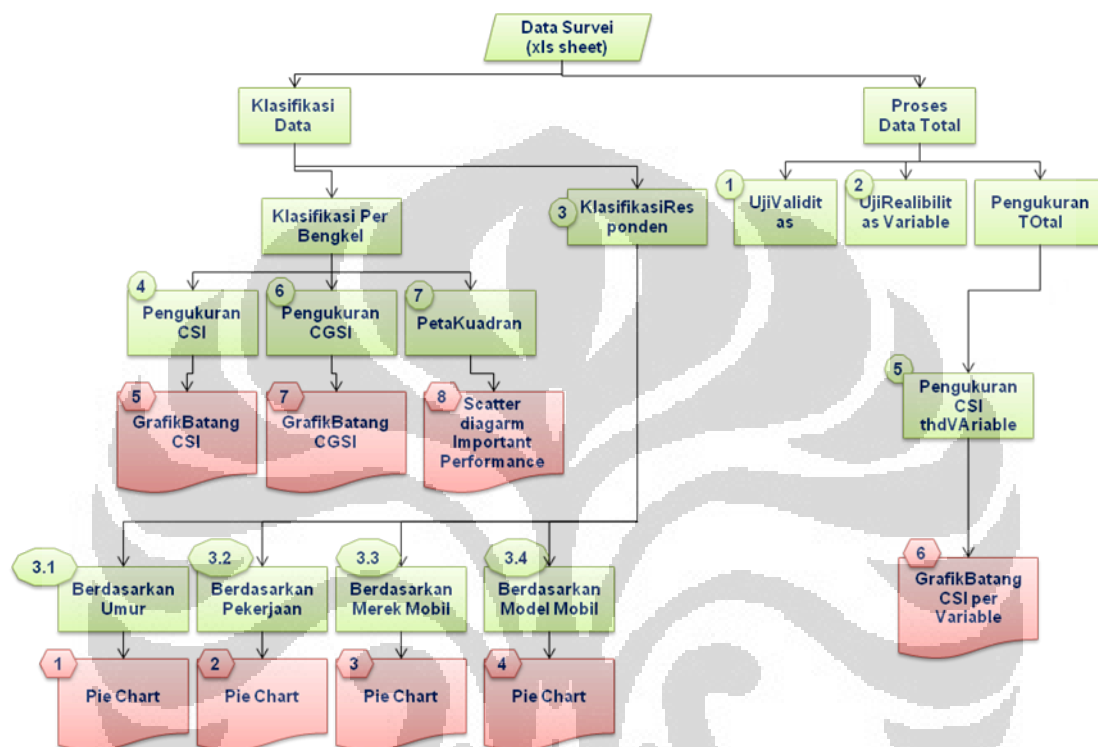 Data Survei
(xls sheet)
Klasifikasi
Data
Proses
Data Total
1
UjiValidit
as
2
UjiRealibilit
as Variable
Pengukuran
TOtal
Klasifikasi Per
Bengkel
3
KlasifikasiRes
ponden
4
Pengukuran
CSI
6
Pengukuran
CGSI
7
PetaKuadran
5
GrafikBatang
CSI
7
GrafikBatang
CGSI
8
Scatter
diagarm
Important
Performance
5
Pengukuran
CSI
thdVAriable
3.1
Berdasarkan
Umur
3.2
Berdasarkan
Pekerjaan
3.3
Berdasarkan
Merek Mobil
3.4
Berdasarkan
Model Mobil
6
GrafikBatang
CSI per
Variable
1
Pie Chart
2
Pie Chart
3
Pie Chart
4
Pie Chart